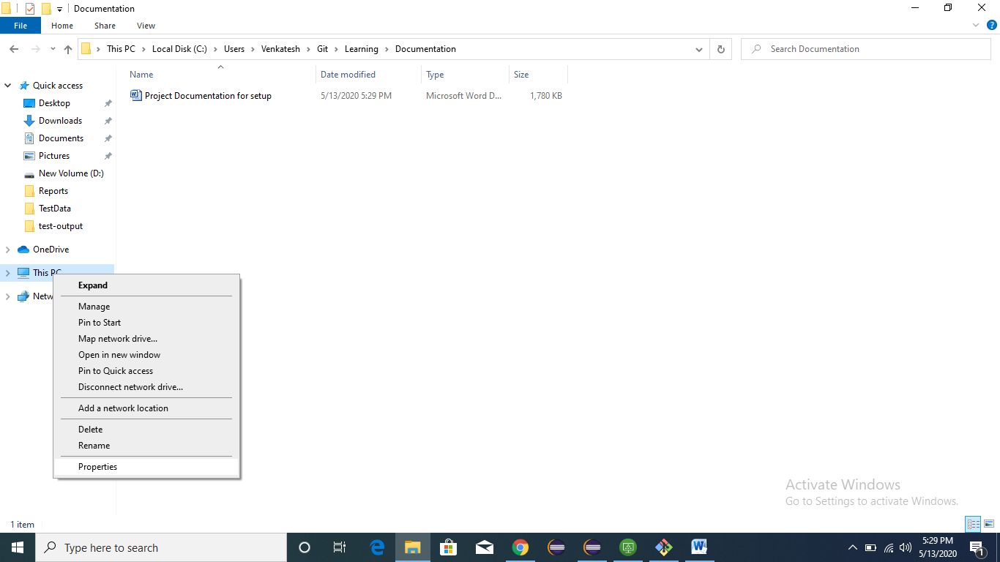 Documentation
File Home Share View
This PC Local Disk (C:) Users Venkatesh Git Learning Documentation
Search Documentation
Name Date modified Type Size
Project Documentation for setup 5/13/2020 5:29 PM Microsoft Word D... 1,780 KB
Quick access
Desktop
Downloads
Documents
Pictures
New Volume (D:)
Reports
TestData
test-output
OneDrive
This PC
Netw
Expand
Manage
Pin to Start
Map network drive...
Open in new window
Pin to Quick access
Disconnect network drive...
Add a network location
Delete
Rename
Properties
Activate Windows
Go to Settings to activate Windows.
1 item
Type here to search
5:29 PM
5/13/2020
1